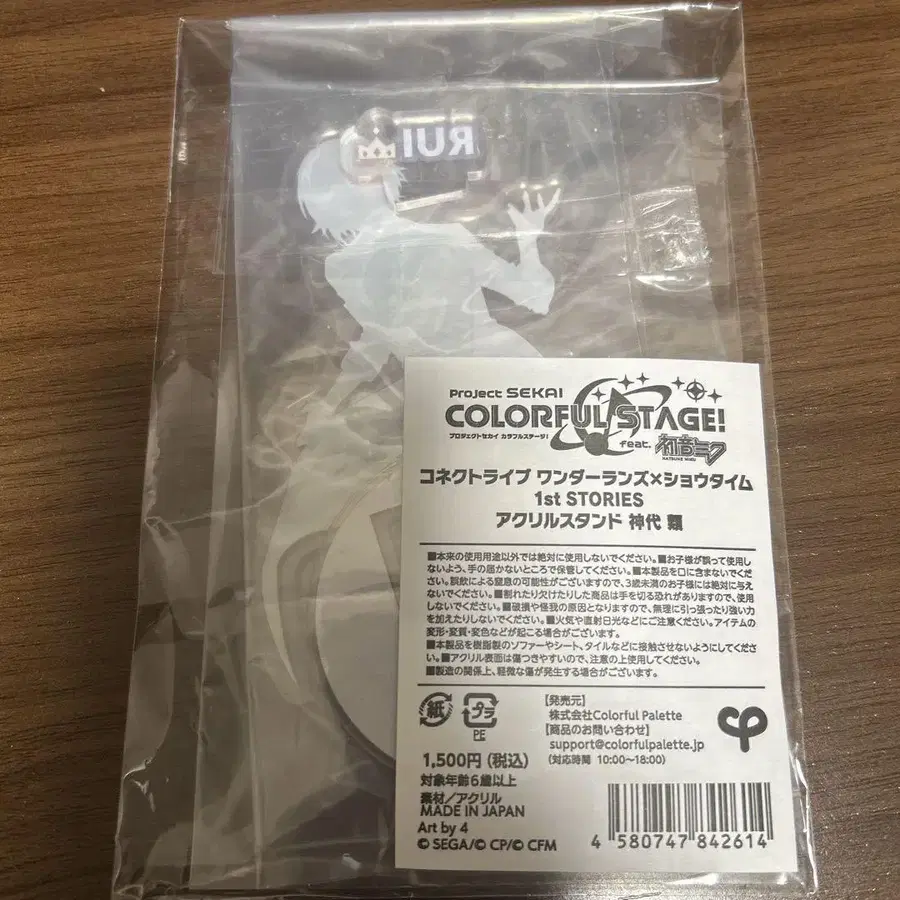 RUI
Project SEKAI
COLORFUL STAGE!
プロジェクトセカイ カラフルステージ!
feat. 初音ミク
HATSUNE MIKU
コネクトライブ ワンダーランズ×ショウタイム
1st STORIES
アクリルスタンド 神代 類
■本来の使用用途以外では絶対に使用しないでください。■お子様が誤って使用し
ないよう、手の届かないところで保管してください。■本製品を口に含まないでく
ださい。誤飲による窒息の可能性がございますので、3歳未満のお子様には絶対に与え
ないでください。■割れたり欠けたりした商品は手を切る恐れがありますので、使用
しないでください。■破損や怪我の原因となりますので、無理に引っ張ったり強い力
を加えたりしないでください。■火気や直射日光などにご注意ください。アイテムの
変形・変質・変色などが起こる場合がございます。
■本製品を樹脂製のソファーやシート、タイルなどに接触させないようにしてくださ
い。■アクリル表面は傷つきやすいので、注意の上使用してください。
■製造の関係上、軽微な傷が発生する場合がございます。
紙
プラ
PE
【発売元】
株式会社Colorful Palette
【商品のお問い合わせ】
support@colorfulpalette.jp
(対応時間 10:00〜18:00)
1,500円(税込)
対象年齢6歳以上
素材/アクリル
MADE IN JAPAN
Art by 4
© SEGA/© CP/© CFM
4 580747 842614